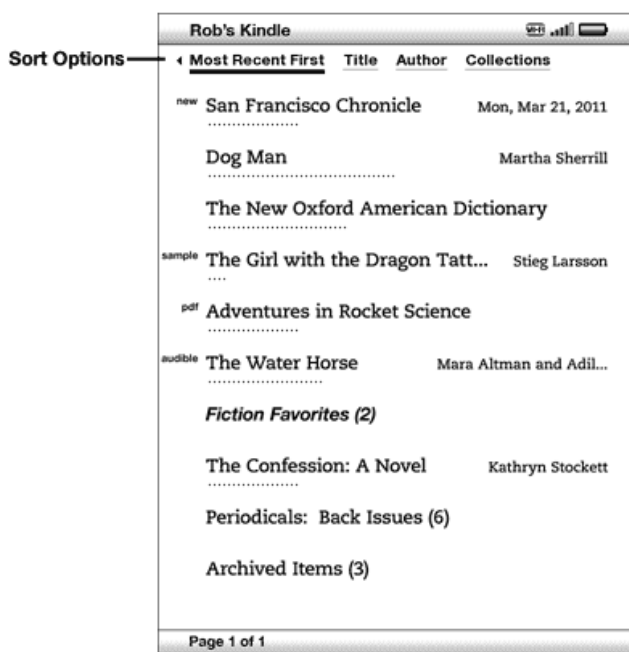 Rob's Kindle WI-FI
Sort Options Most Recent First Title Author Collections
new San Francisco Chronicle Mon, Mar 21, 2011
Dog Man Martha Sherrill
The New Oxford American Dictionary
sample The Girl with the Dragon Tatt... Stieg Larsson
pdf Adventures in Rocket Science
audible The Water Horse Mara Altman and Adil...
Fiction Favorites (2)
The Confession: A Novel Kathryn Stockett
Periodicals: Back Issues (6)
Archived Items (3)
Page 1 of 1